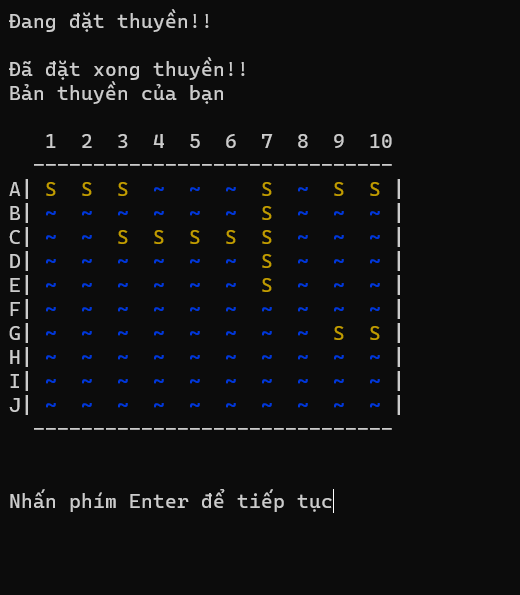 Đang đặt thuyền!!
Đã đặt xong thuyền!!
Bản thuyền của bạn
1 2 3 4 5 6 7 8 9 10
------------------------------
A| S S S ~ ~ ~ S ~ S S |
B| ~ ~ ~ ~ ~ ~ S ~ ~ ~ |
C| ~ ~ S S S S S ~ ~ ~ |
D| ~ ~ ~ ~ ~ ~ S ~ ~ ~ |
E| ~ ~ ~ ~ ~ ~ S ~ ~ ~ |
F| ~ ~ ~ ~ ~ ~ ~ ~ ~ ~ |
G| ~ ~ ~ ~ ~ ~ ~ ~ S S |
H| ~ ~ ~ ~ ~ ~ ~ ~ ~ ~ |
I| ~ ~ ~ ~ ~ ~ ~ ~ ~ ~ |
J| ~ ~ ~ ~ ~ ~ ~ ~ ~ ~ |
------------------------------
Nhấn phím Enter để tiếp tục